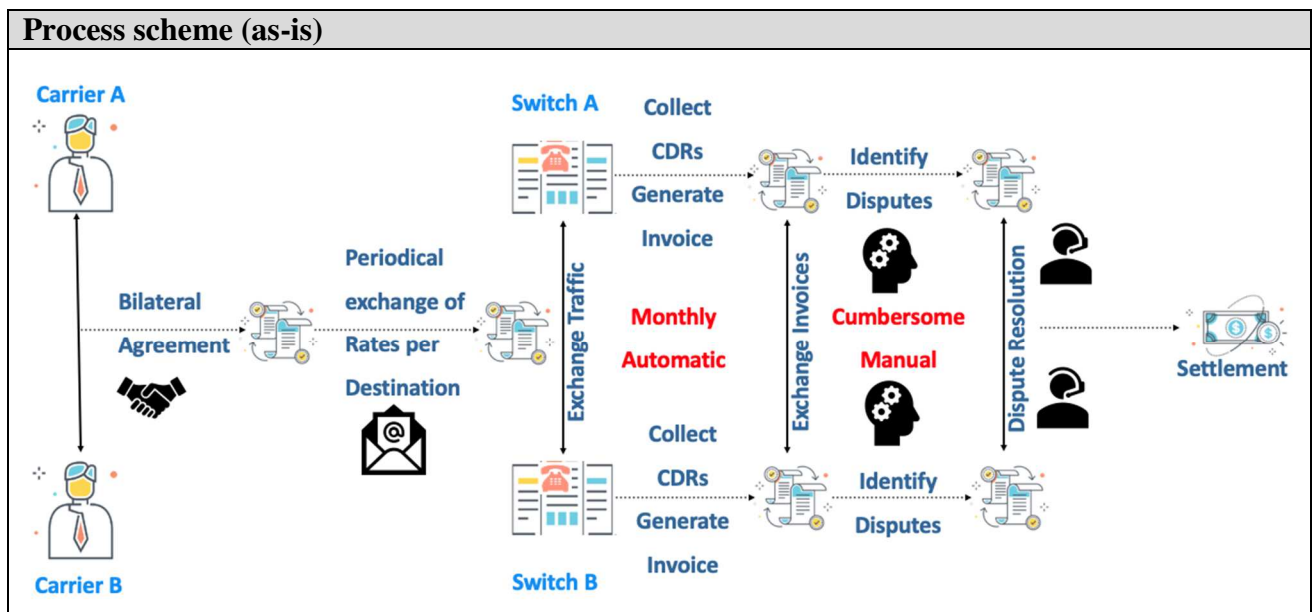 Process scheme (as-is)
Carrier A
Switch A
Collect
CDRs
Generate
Invoice
Identify
Disputes
Bilateral
Agreement
Periodical
exchange of
Rates per
Destination
@
Exchange Traffic
Monthly
Automatic
Exchange Invoices
Cumbersome
Manual
Dispute Resolution
$
Settlement
Collect
CDRs
Generate
Invoice
Identify
Disputes
Carrier B
Switch B